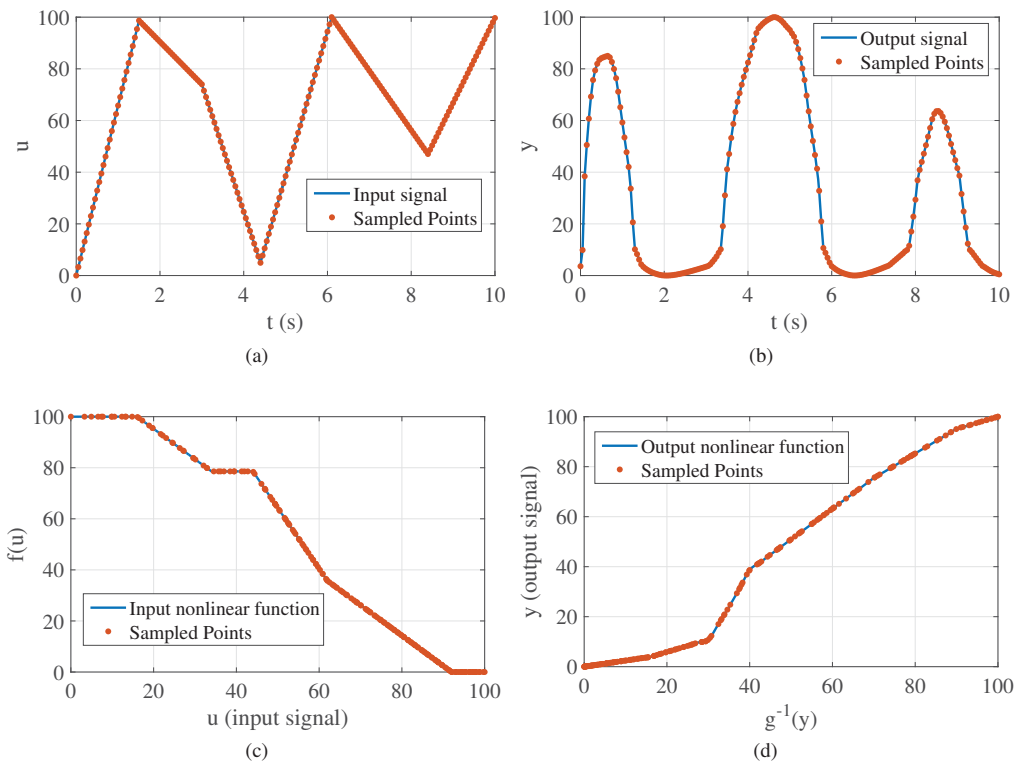 100
80
60
40
20
0
u
0 2 4 6 8 10
t (s)
Input signal
Sampled Points
(a)
100
80
60
40
20
0
y
0 2 4 6 8 10
t (s)
Output signal
Sampled Points
(b)
100
80
60
40
20
0
f(u)
0 20 40 60 80 100
u (input signal)
Input nonlinear function
Sampled Points
(c)
100
80
60
40
20
0
y (output signal)
0 20 40 60 80 100
g⁻¹(y)
Output nonlinear function
Sampled Points
(d)